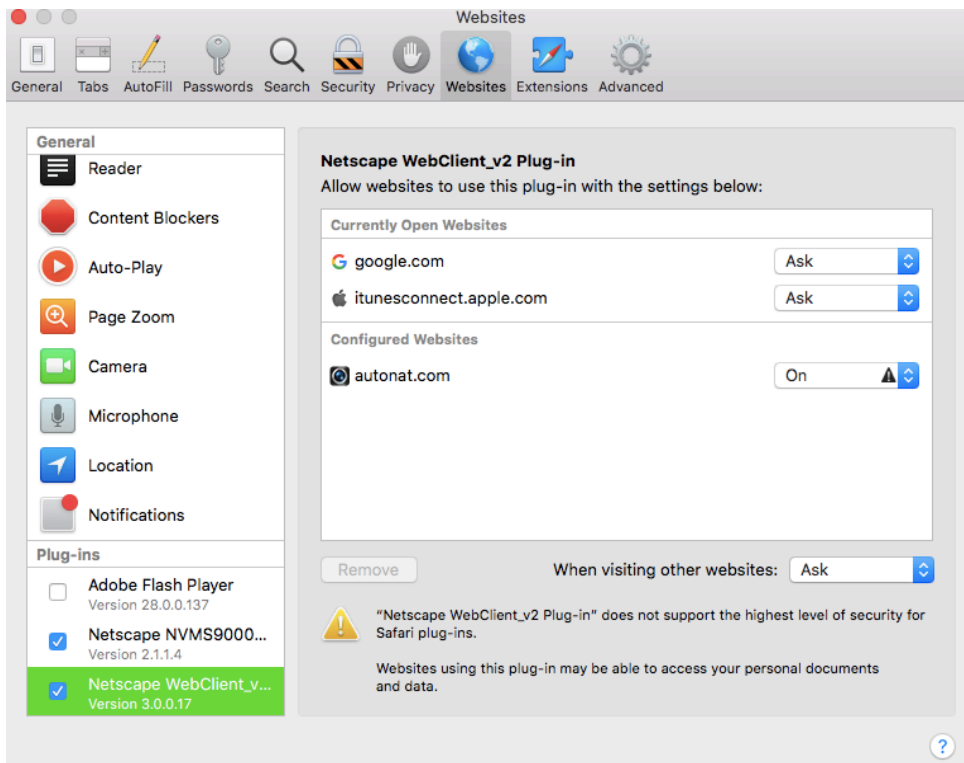 Websites
General Tabs AutoFill Passwords Search Security Privacy Websites Extensions Advanced
General
Reader
Content Blockers
Auto-Play
Page Zoom
Camera
Microphone
Location
Notifications
Plug-ins
Adobe Flash Player
Version 28.0.0.137
Netscape NVMS9000...
Version 2.1.1.4
Netscape WebClient_v...
Version 3.0.0.17
Netscape WebClient_v2 Plug-in
Allow websites to use this plug-in with the settings below:
Currently Open Websites
google.com Ask
itunesconnect.apple.com Ask
Configured Websites
autonat.com On
Remove When visiting other websites: Ask
“Netscape WebClient_v2 Plug-in” does not support the highest level of security for
Safari plug-ins.
Websites using this plug-in may be able to access your personal documents
and data.
?